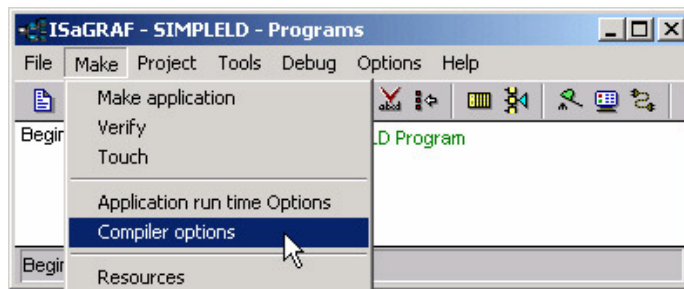 ISaGRAF - SIMPLELD - Programs
File Make Project Tools Debug Options Help
Make application
Begin
LD Program
Verify
Touch
Application run time Options
Compiler options
Begin
Resources